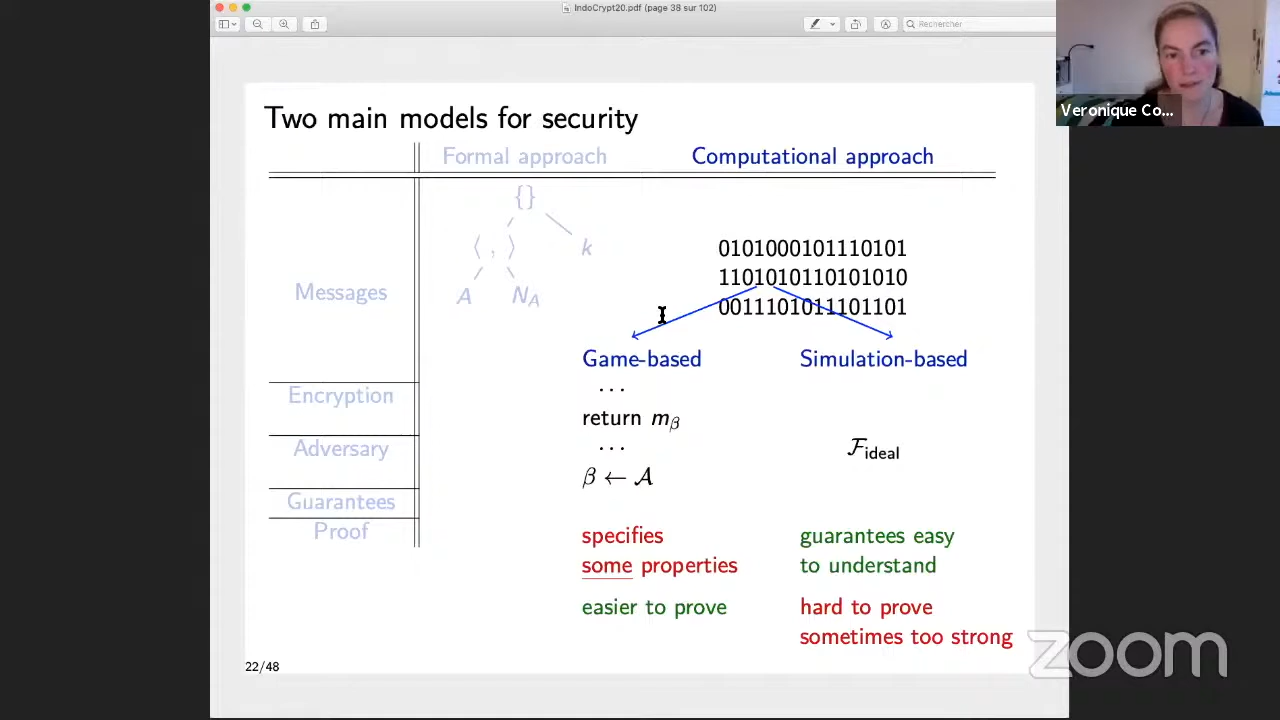 IndoCrypt20.pdf (page 38 sur 102)
Rechercher
Veronique Co...
Two main models for security
Formal approach Computational approach
{}
⟨ , ⟩ k
A N_A
Messages
0101000101110101
1101010110101010
0011101011101101
Game-based Simulation-based
Encryption
...
return m_β
Adversary
...
β ← 𝒜
ℱ_ideal
Guarantees
Proof
specifies
some properties
guarantees easy
to understand
easier to prove
hard to prove
sometimes too strong
22/48
zoom